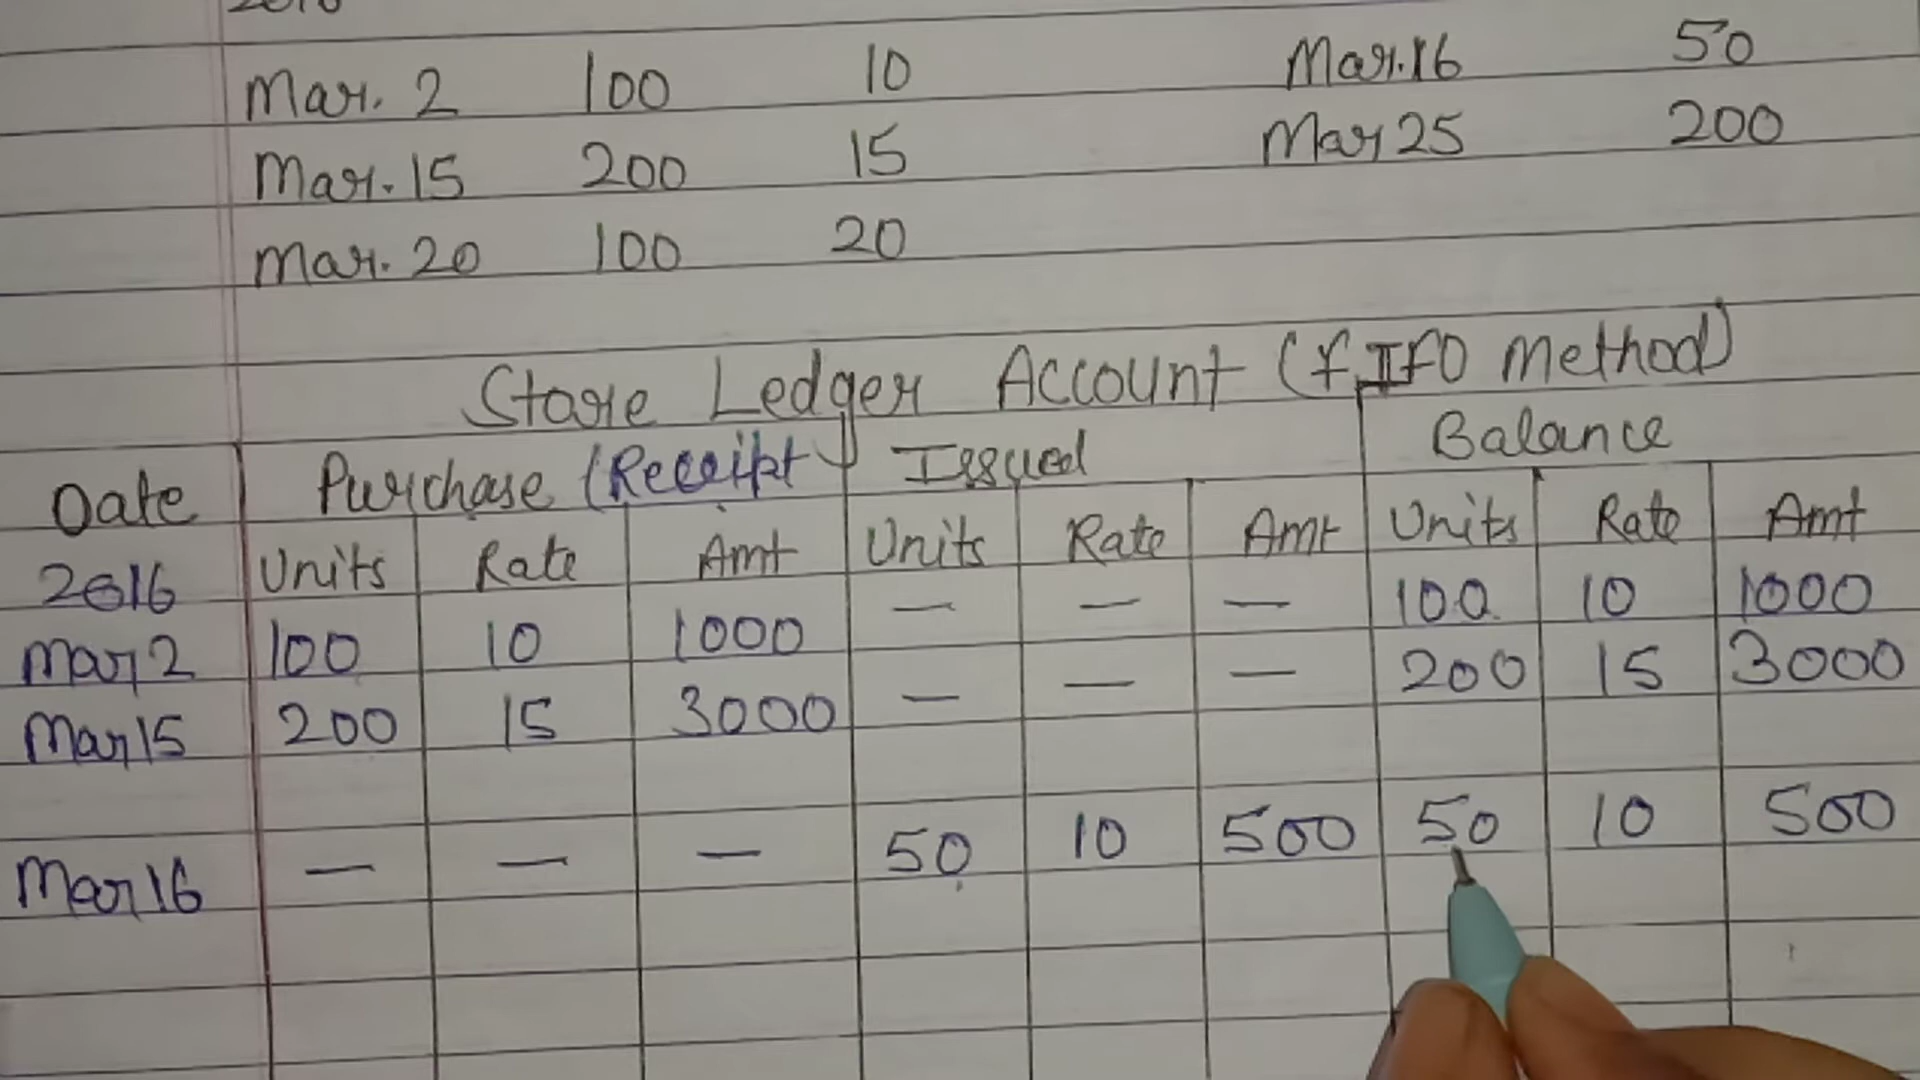 Mar. 2 100 10 Mar.16 50
Mar. 15 200 15 Mar 25 200
Mar. 20 100 20
Store Ledger Account (FIFO Method)
Date Purchase (Receipt) Issued Balance
2016 Units Rate Amt Units Rate Amt Units Rate Amt
Mar 2 100 10 1000 — — — 100 10 1000
Mar 15 200 15 3000 — — — 200 15 3000
Mar 16 — — — 50 10 500 50 10 500